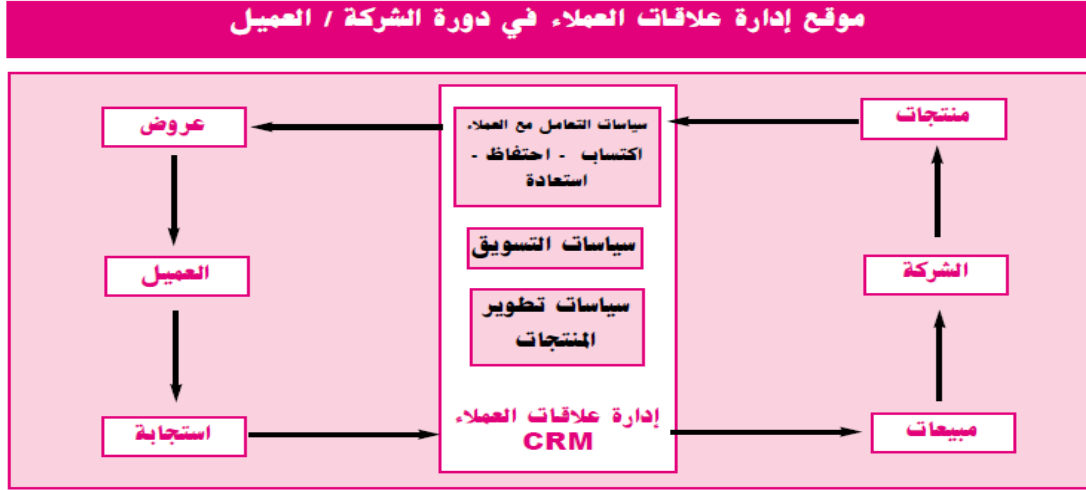 موقع إدارة علاقات العملاء في دورة الشركة / العميل
منتجات
سياسات التعامل مع العملاء
اكتساب - احتفاظ -
استعادة
عروض
الشركة
سياسات التسويق
العميل
سياسات تطوير
المنتجات
مبيعات
إدارة علاقات العملاء
CRM
استجابة